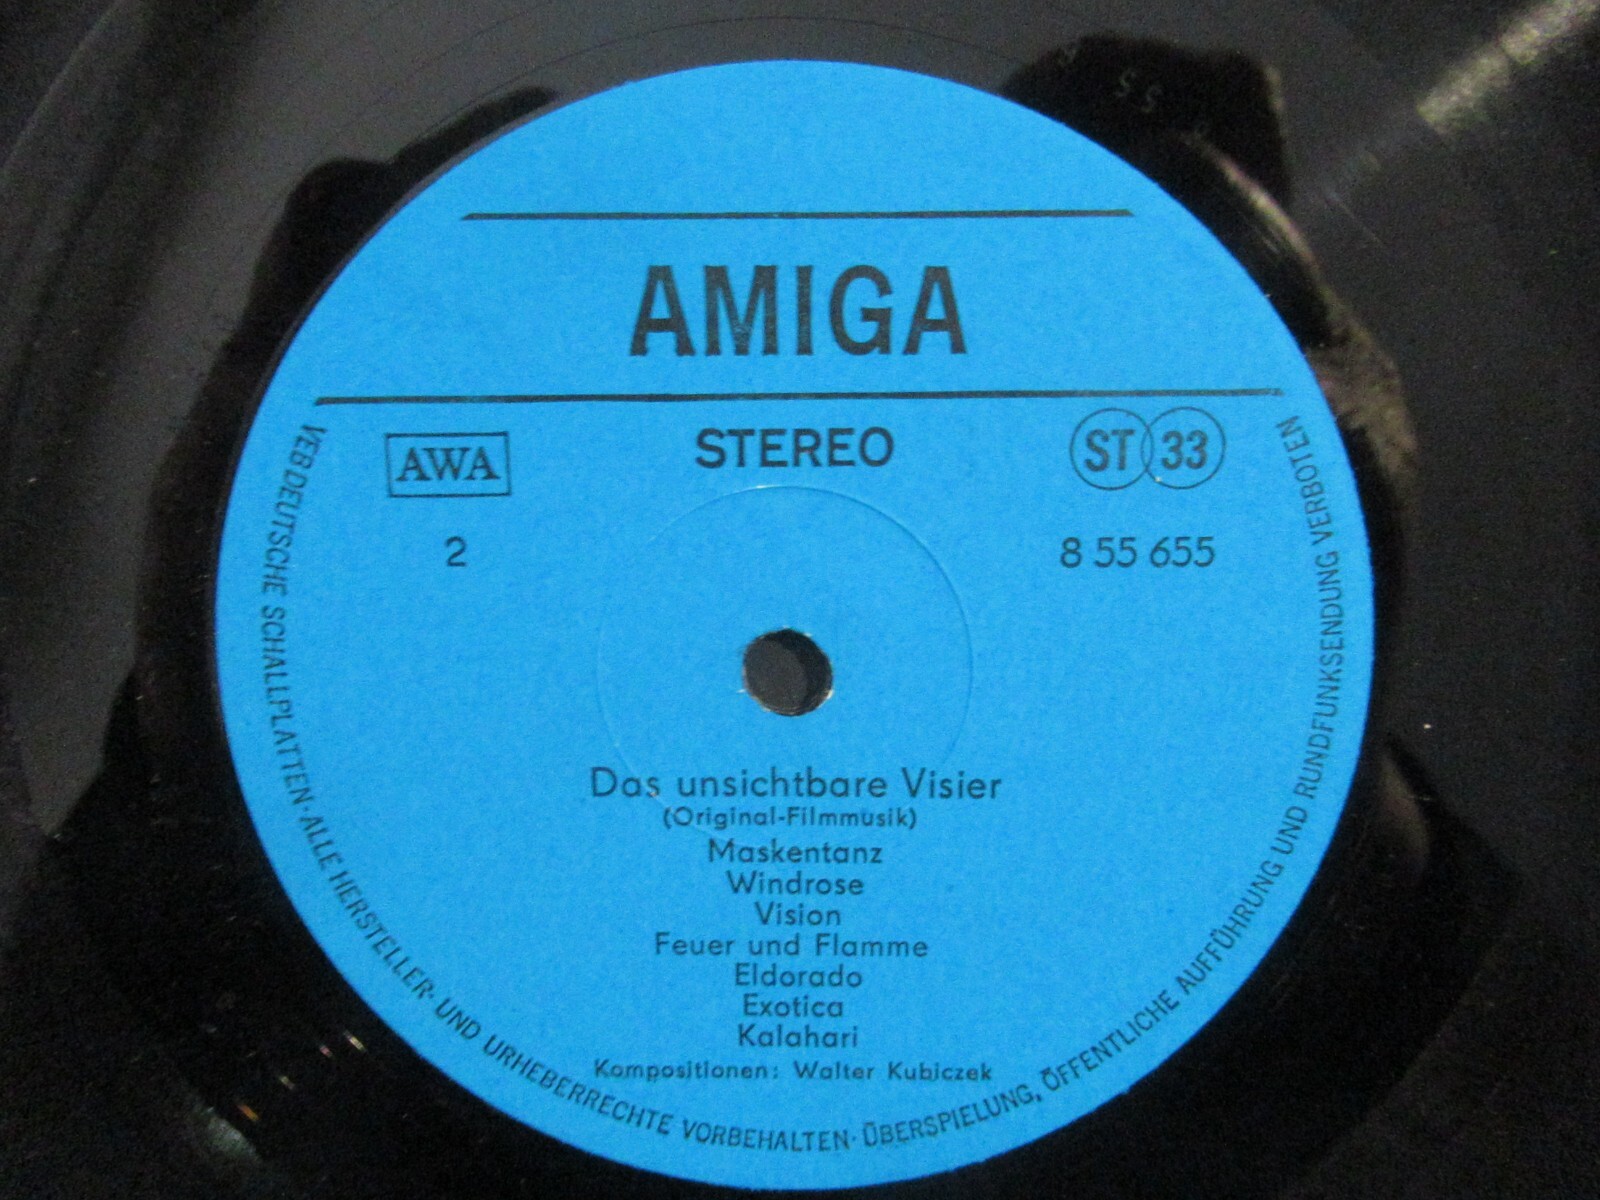 AMIGA
AWA
STEREO
ST 33
2
8 55 655
Das unsichtbare Visier
(Original-Filmmusik)
Maskentanz
Windrose
Vision
Feuer und Flamme
Eldorado
Exotica
Kalahari
Kompositionen: Walter Kubiczek
VEB DEUTSCHE SCHALLPLATTEN · ALLE HERSTELLER- UND URHEBERRECHTE VORBEHALTEN · ÜBERSPIELUNG, ÖFFENTLICHE AUFFÜHRUNG UND RUNDFUNKSENDUNG VERBOTEN